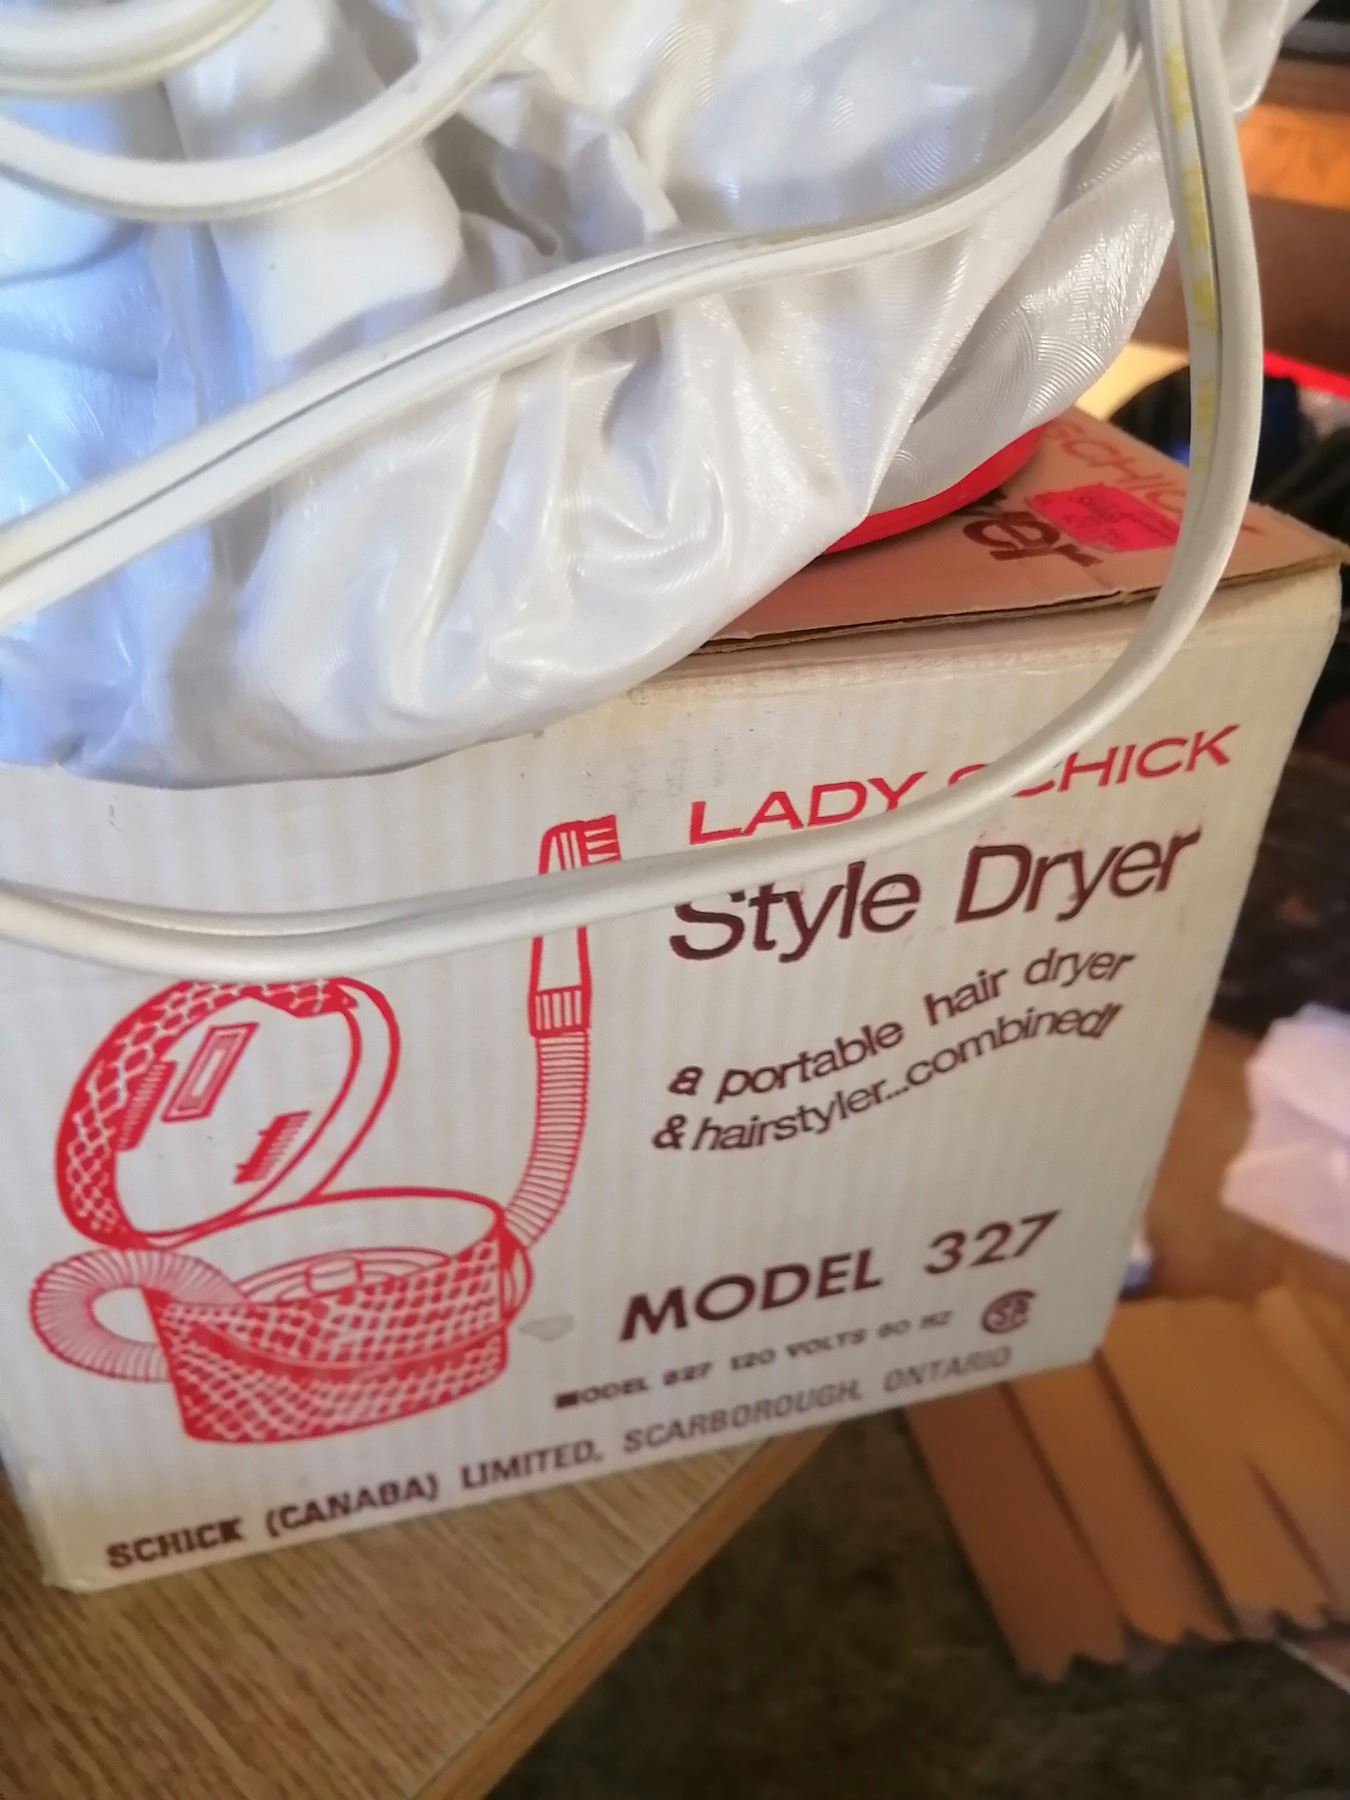 SCHICK
LADY SCHICK
Style Dryer
a portable hair dryer
& hairstyler...combined!
MODEL 327
MODEL 327 120 VOLTS 60 HZ
SCHICK (CANADA) LIMITED, SCARBOROUGH, ONTARIO